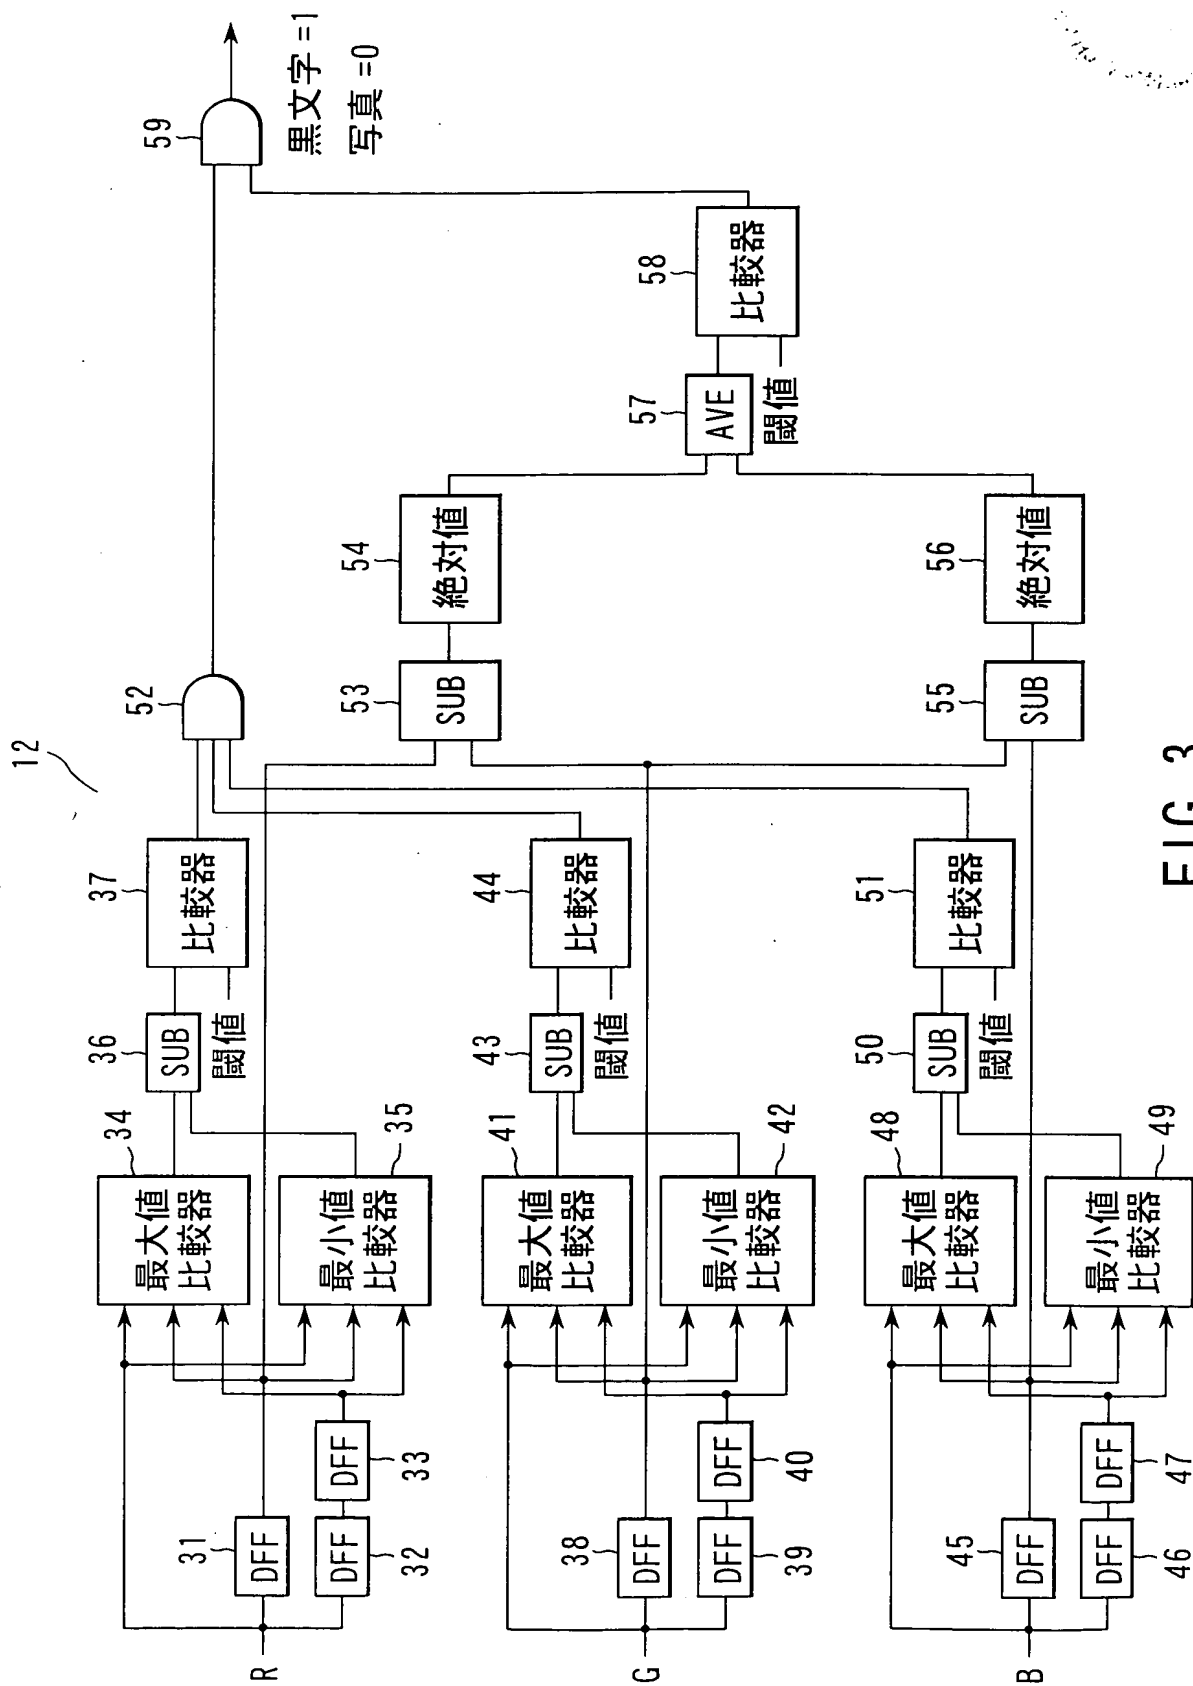 12
R
31
DFF
DFF
32
DFF
33
34
最大値
比較器
最小値
比較器
35
36
SUB
閾値
37
比較器
G
38
DFF
DFF
39
DFF
40
41
最大値
比較器
最小値
比較器
42
43
SUB
閾値
44
比較器
B
45
DFF
DFF
46
DFF
47
48
最大値
比較器
最小値
比較器
49
50
SUB
閾値
51
比較器
52
53
SUB
54
絶対値
55
SUB
56
絶対値
57
AVE
閾値
58
比較器
59
黒文字=1
写真=0
FIG. 3